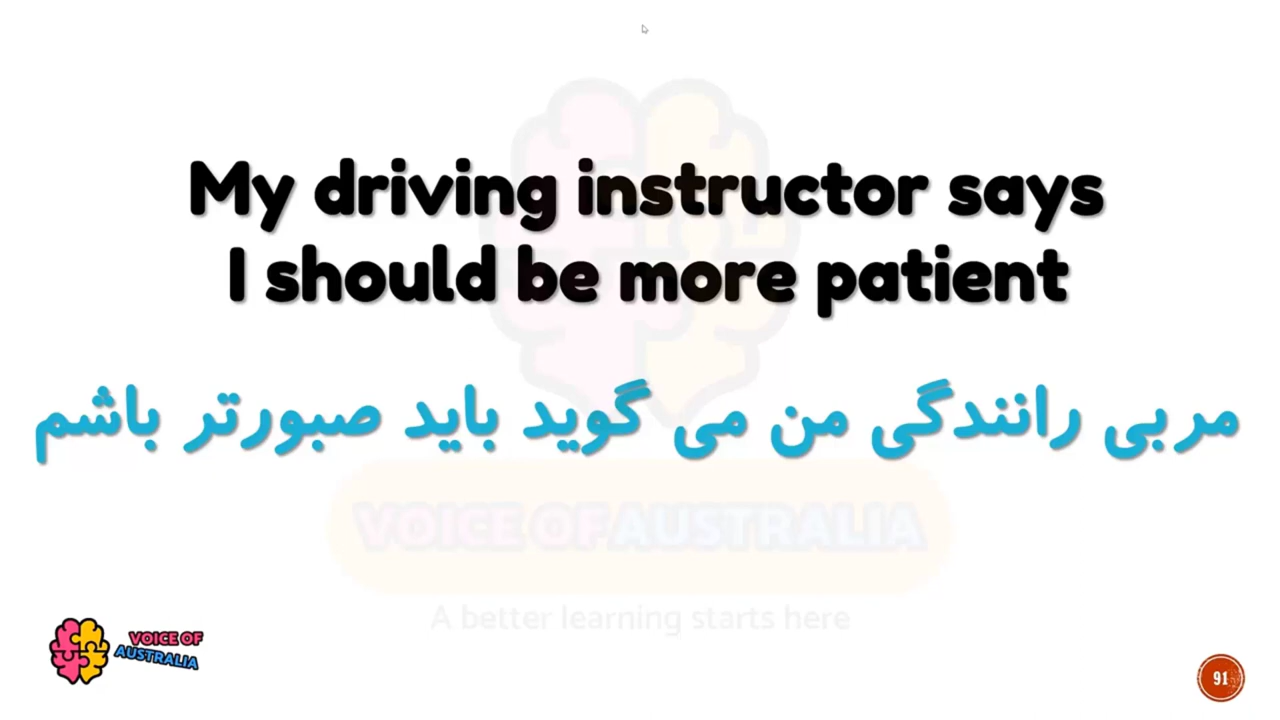 My driving instructor says
I should be more patient
مربی رانندگی من می گوید باید صبورتر باشم
VOICE OF AUSTRALIA
A better learning starts here
VOICE OF
AUSTRALIA
91